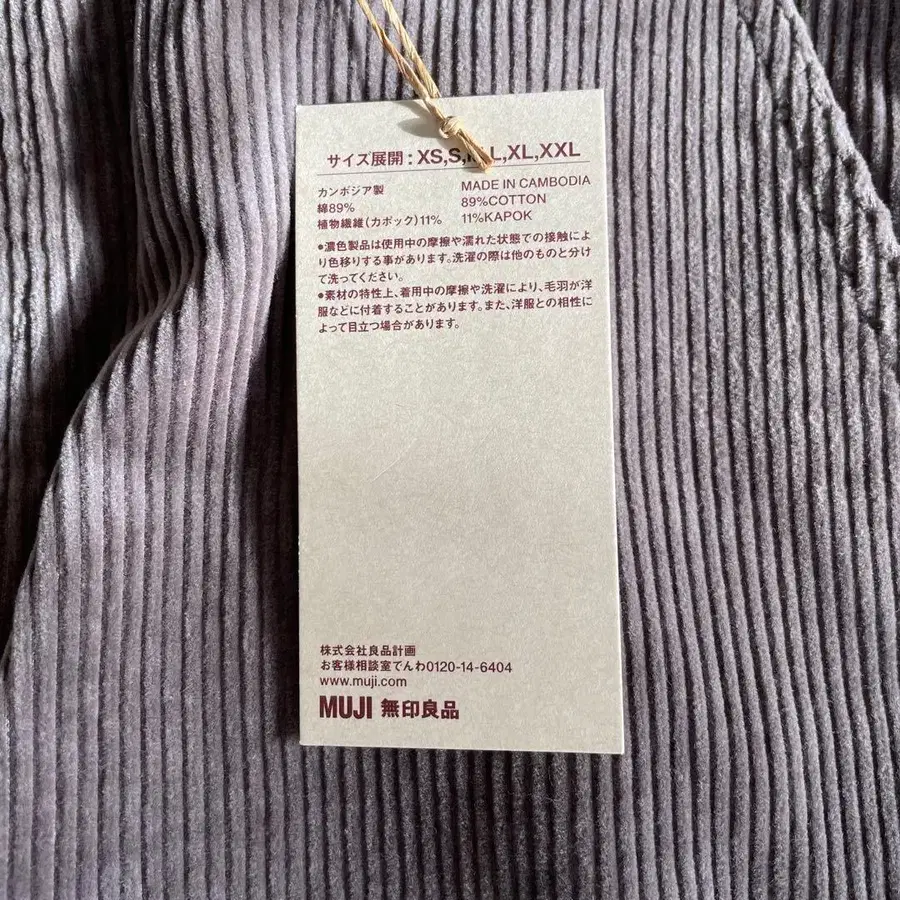 サイズ展開：XS,S,M,L,XL,XXL
カンボジア製
綿89%
植物繊維(カポック)11%
MADE IN CAMBODIA
89%COTTON
11%KAPOK
●濃色製品は使用中の摩擦や濡れた状態での接触によ
り色移りする事があります。洗濯の際は他のものと分け
て洗ってください。
●素材の特性上、着用中の摩擦や洗濯により、毛羽が洋
服などに付着することがあります。また、洋服との相性に
よって目立つ場合があります。
株式会社良品計画
お客様相談室でんわ0120-14-6404
www.muji.com
MUJI 無印良品